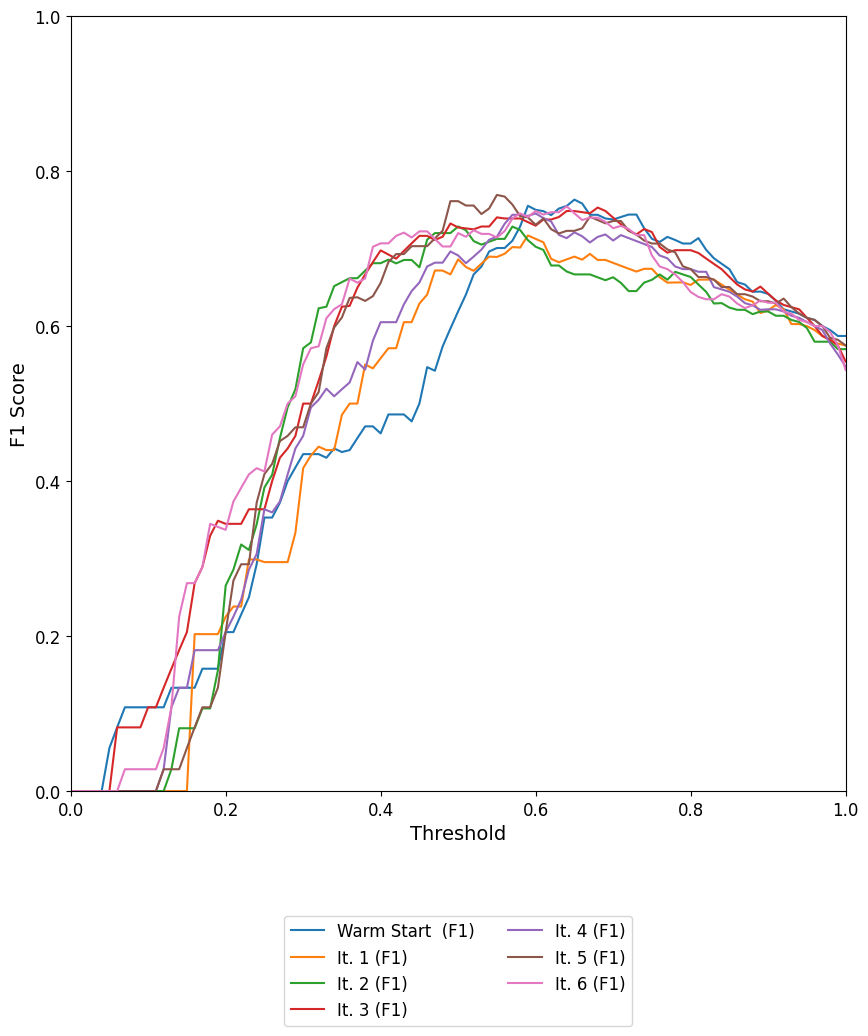 1.0
0.8
0.6
0.4
0.2
0.0
F1 Score
0.0 0.2 0.4 0.6 0.8 1.0
Threshold
Warm Start  (F1)
It. 1 (F1)
It. 2 (F1)
It. 3 (F1)
It. 4 (F1)
It. 5 (F1)
It. 6 (F1)